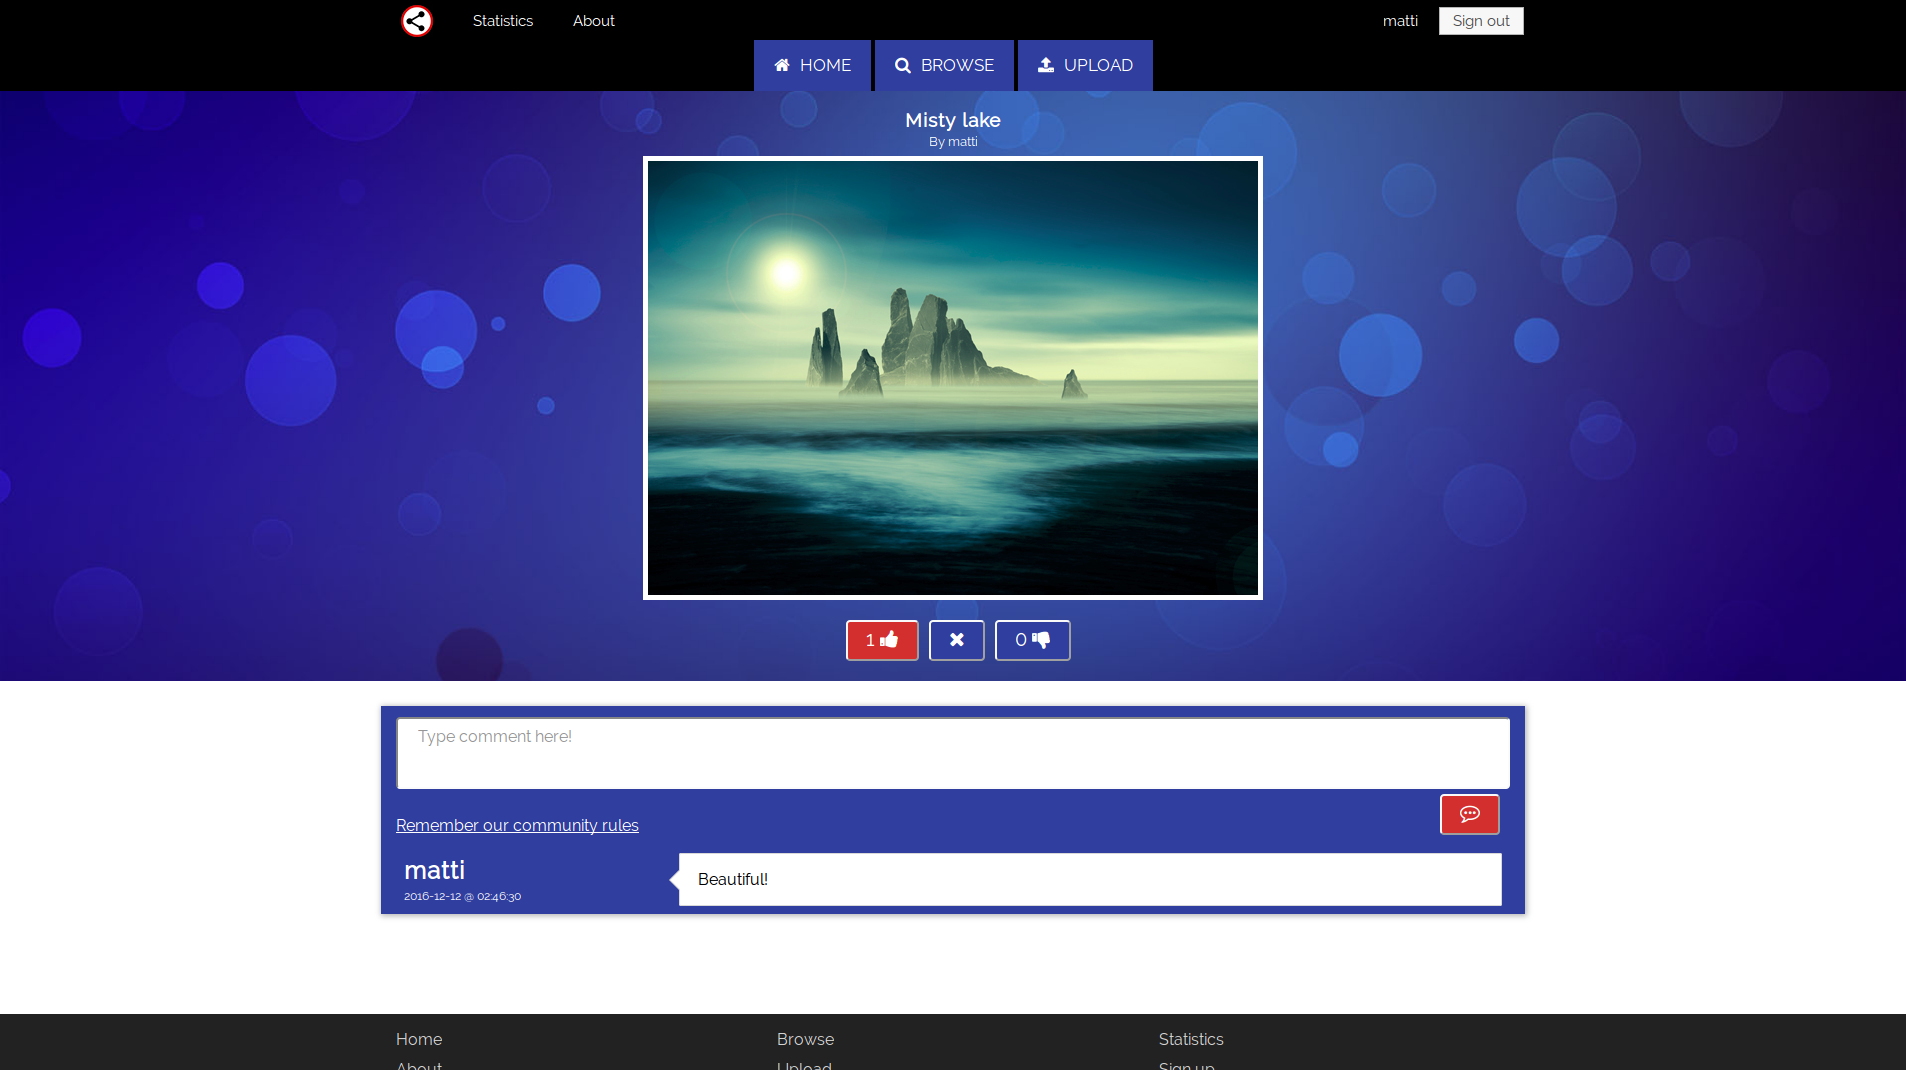 Statistics
About
matti
Sign out
HOME
BROWSE
UPLOAD
Misty lake
By matti
1
0
Type comment here!
Remember our community rules
matti
2016-12-12 @ 02:46:30
Beautiful!
Home
Browse
Statistics
About
Upload
Sign up